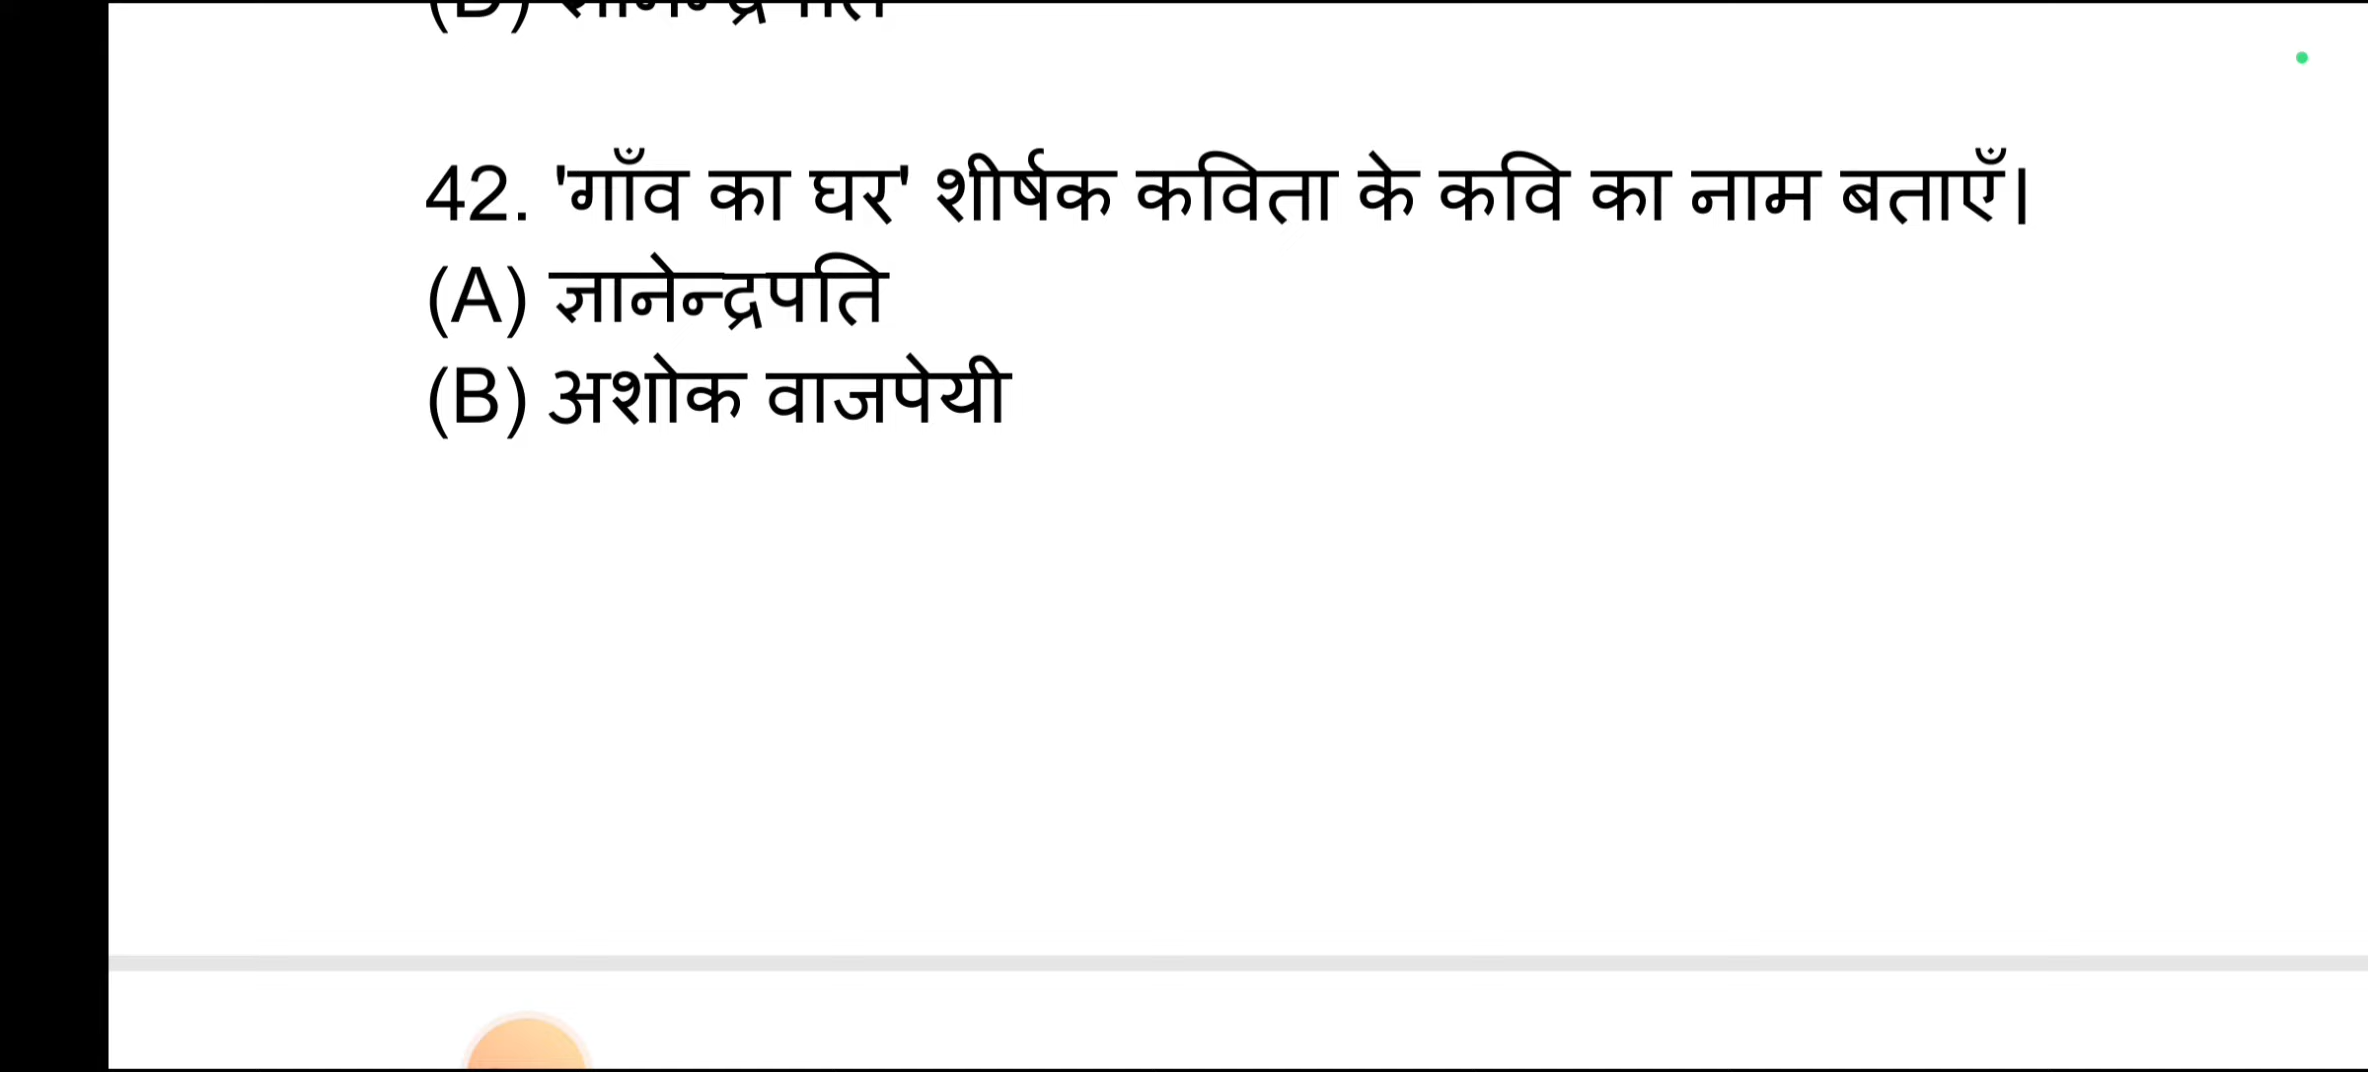 42. 'गाँव का घर' शीर्षक कविता के कवि का नाम बताएँ।
(A) ज्ञानेन्द्रपति
(B) अशोक वाजपेयी